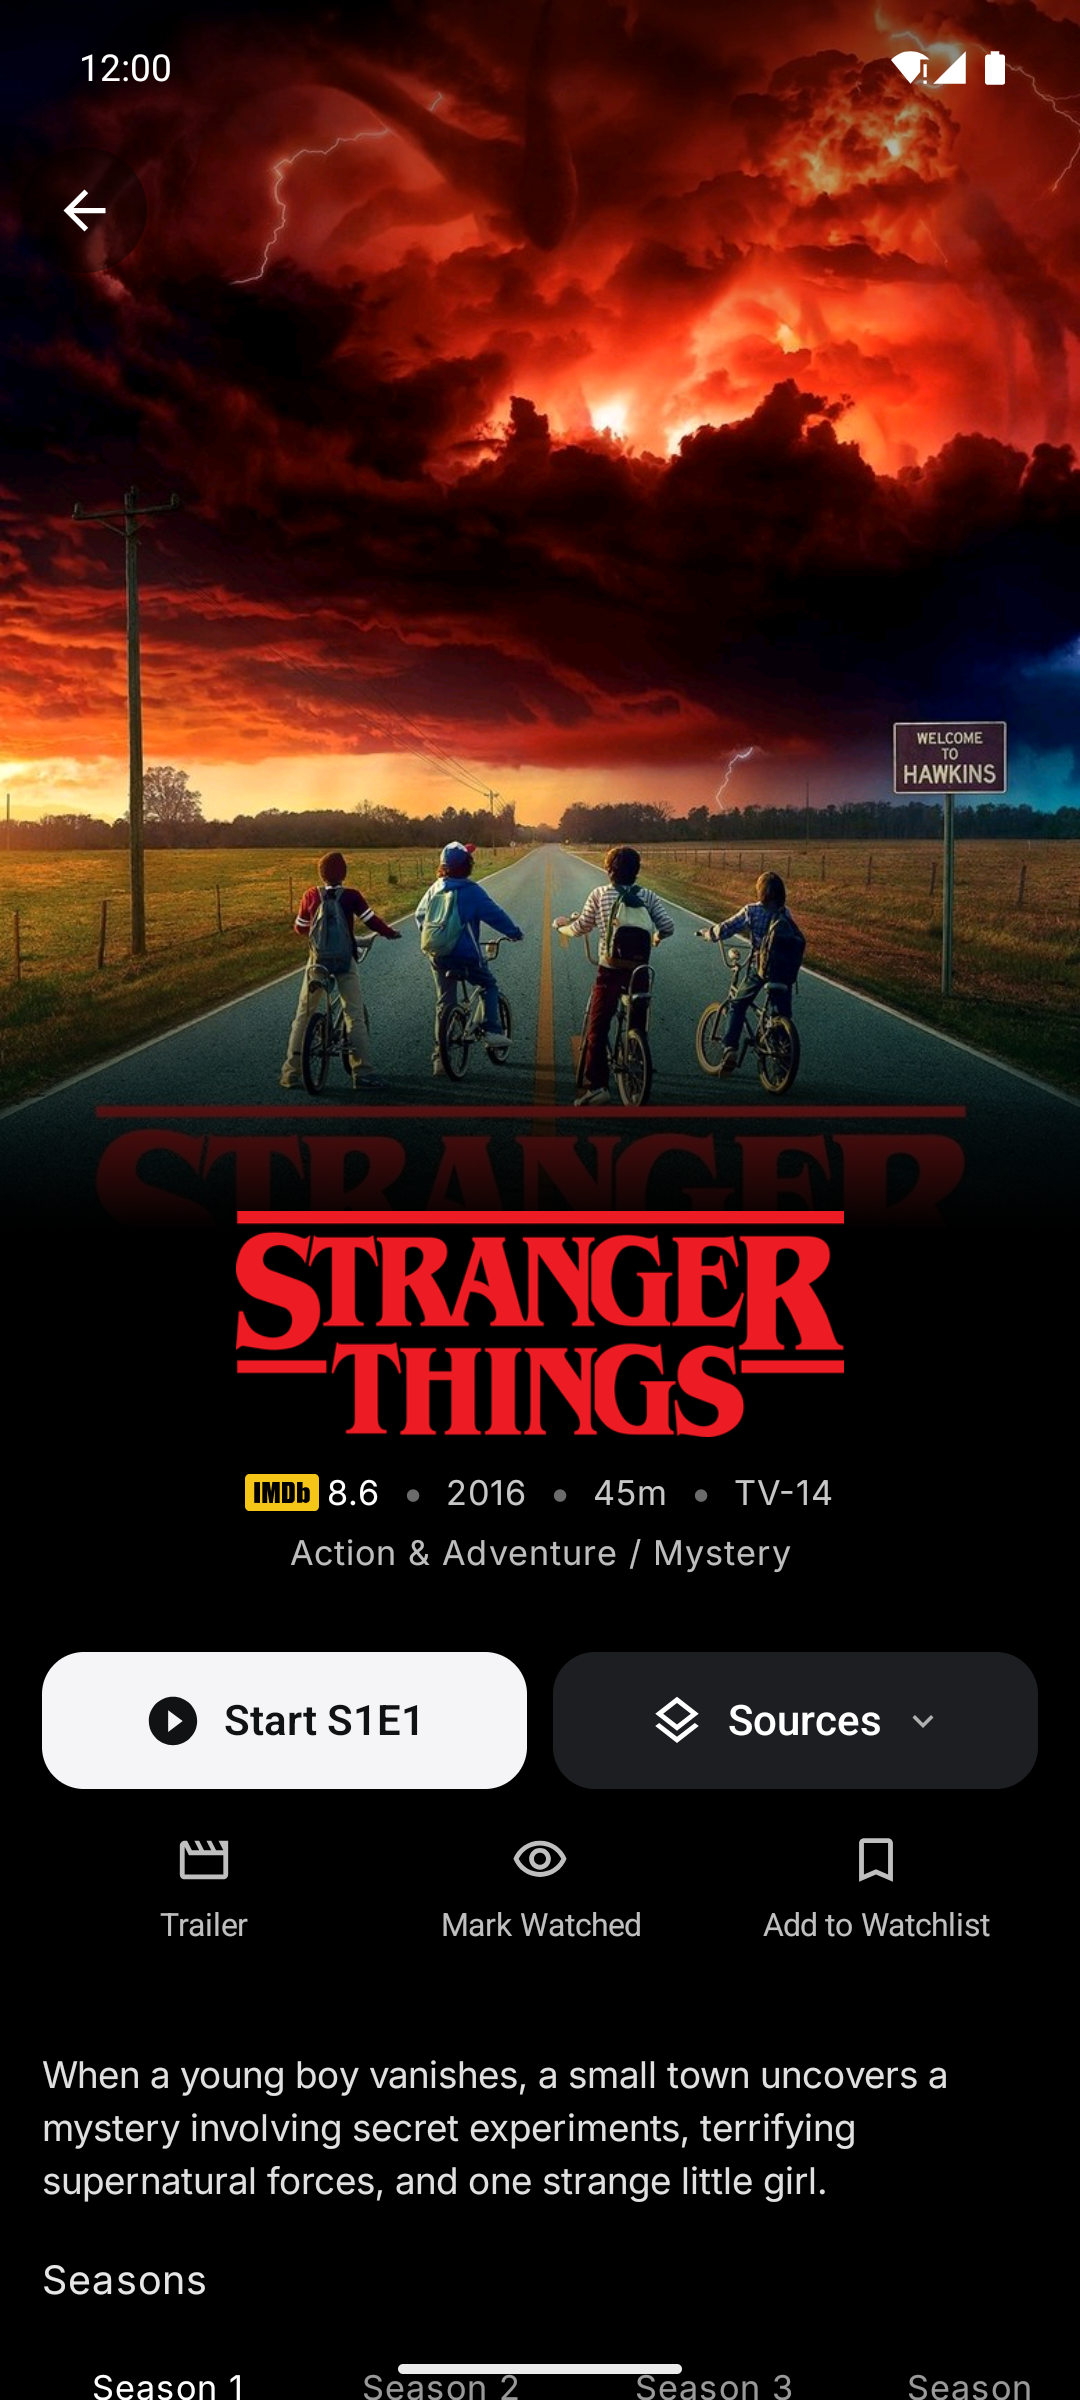 12:00
WELCOME
TO
HAWKINS
STRANGER
STRANGER
THINGS
IMDb 8.6 • 2016 • 45m • TV-14
Action & Adventure / Mystery
Start S1E1
Sources
Trailer
Mark Watched
Add to Watchlist
When a young boy vanishes, a small town uncovers a
mystery involving secret experiments, terrifying
supernatural forces, and one strange little girl.
Seasons
Season 1
Season 2
Season 3
Season